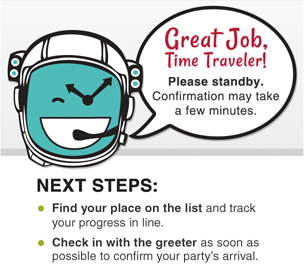 Great Job,
Time Traveler!
Please standby.
Confirmation may take
a few minutes.
NEXT STEPS:
• Find your place on the list and track
your progress in line.
• Check in with the greeter as soon as
possible to confirm your party's arrival.